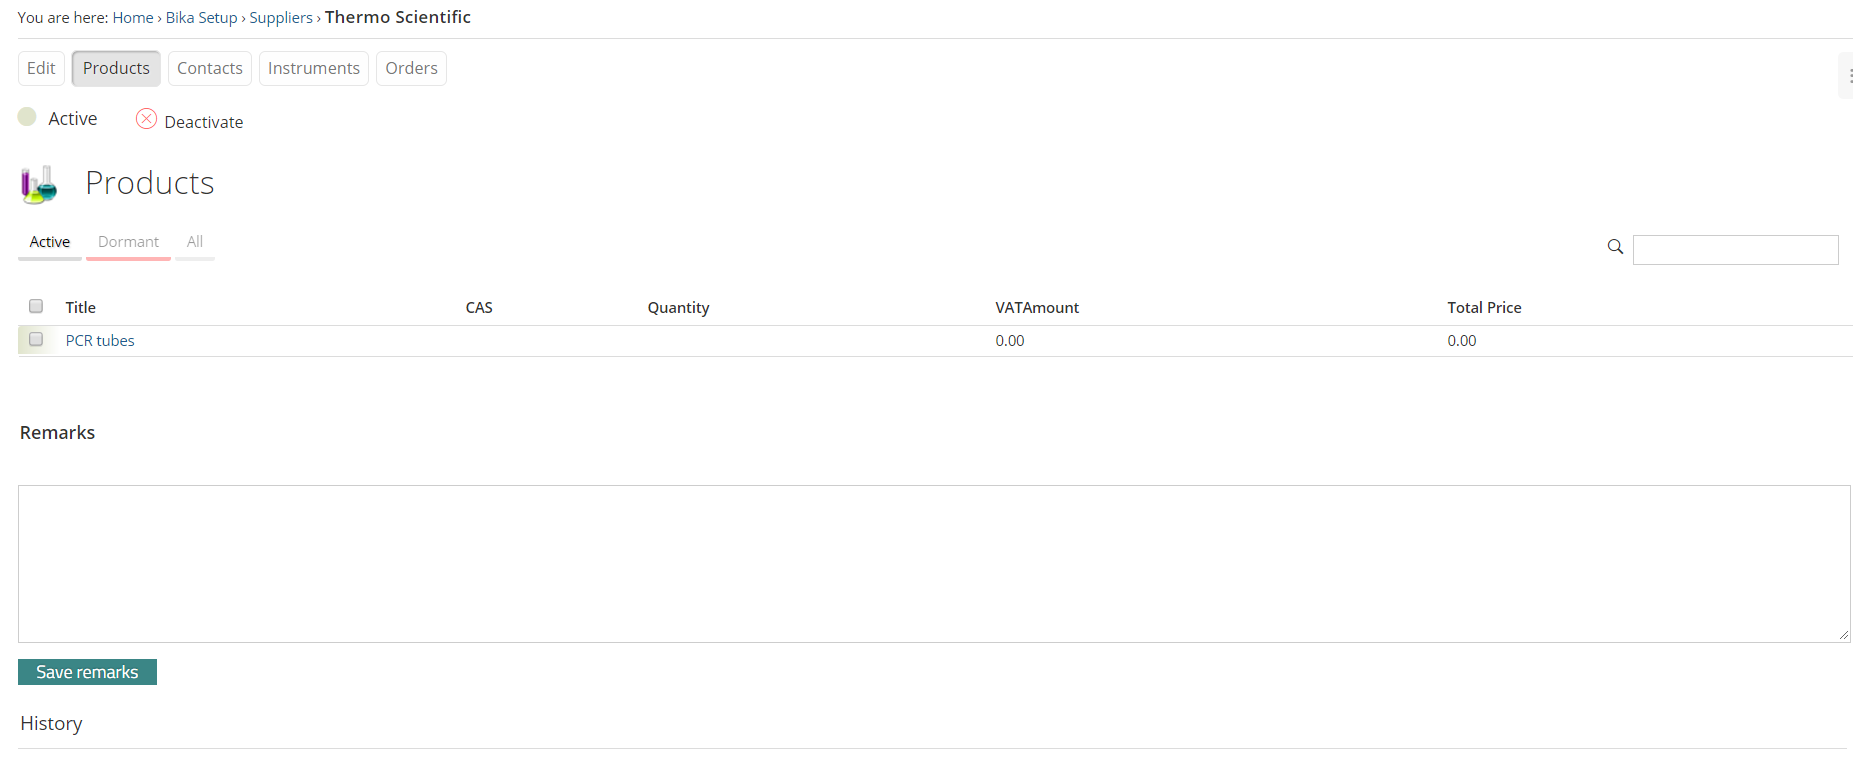 You are here: Home › Bika Setup › Suppliers › Thermo Scientific
Edit Products Contacts Instruments Orders
Active Deactivate
Products
Active Dormant All
Title CAS Quantity VATAmount Total Price
PCR tubes 0.00 0.00
Remarks
Save remarks
History